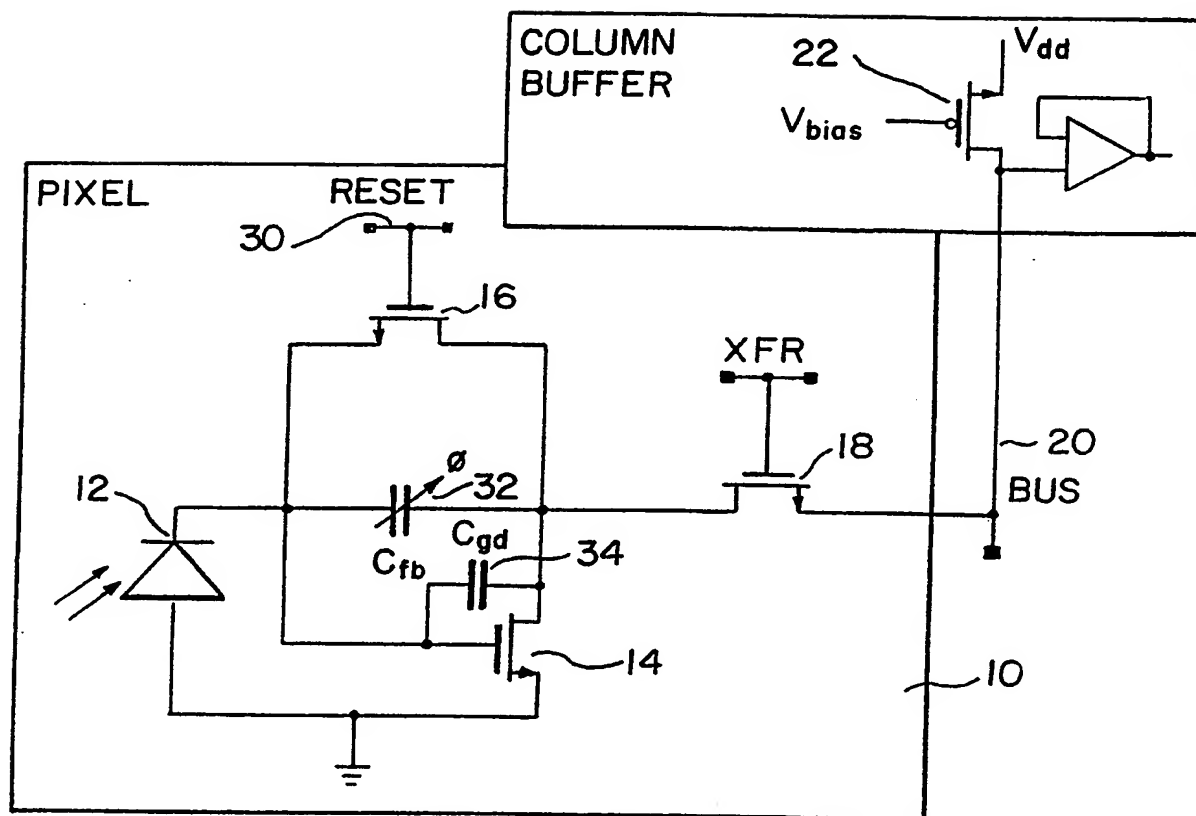 COLUMN
BUFFER
22
Vdd
Vbias
PIXEL
RESET
30
16
XFR
18
20
BUS
12
ø
32
Cfb
Cgd
34
14
10